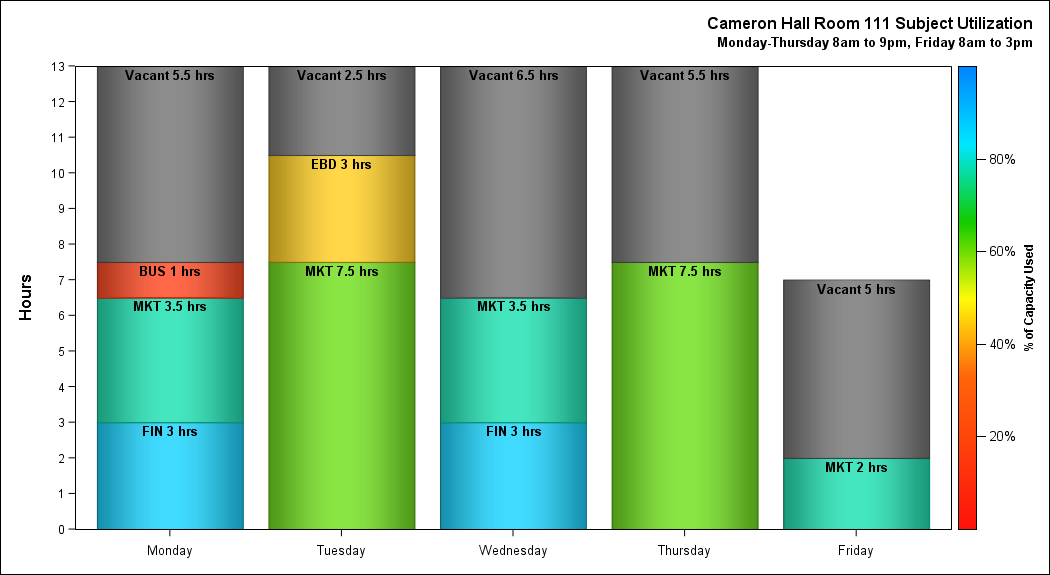 Cameron Hall Room 111 Subject Utilization
Monday-Thursday 8am to 9pm, Friday 8am to 3pm
Hours
13
12
11
10
9
8
7
6
5
4
3
2
1
0
Vacant 5.5 hrs
BUS 1 hrs
MKT 3.5 hrs
FIN 3 hrs
Vacant 2.5 hrs
EBD 3 hrs
MKT 7.5 hrs
Vacant 6.5 hrs
MKT 3.5 hrs
FIN 3 hrs
Vacant 5.5 hrs
MKT 7.5 hrs
Vacant 5 hrs
MKT 2 hrs
Monday
Tuesday
Wednesday
Thursday
Friday
80%
60%
40%
20%
% of Capacity Used